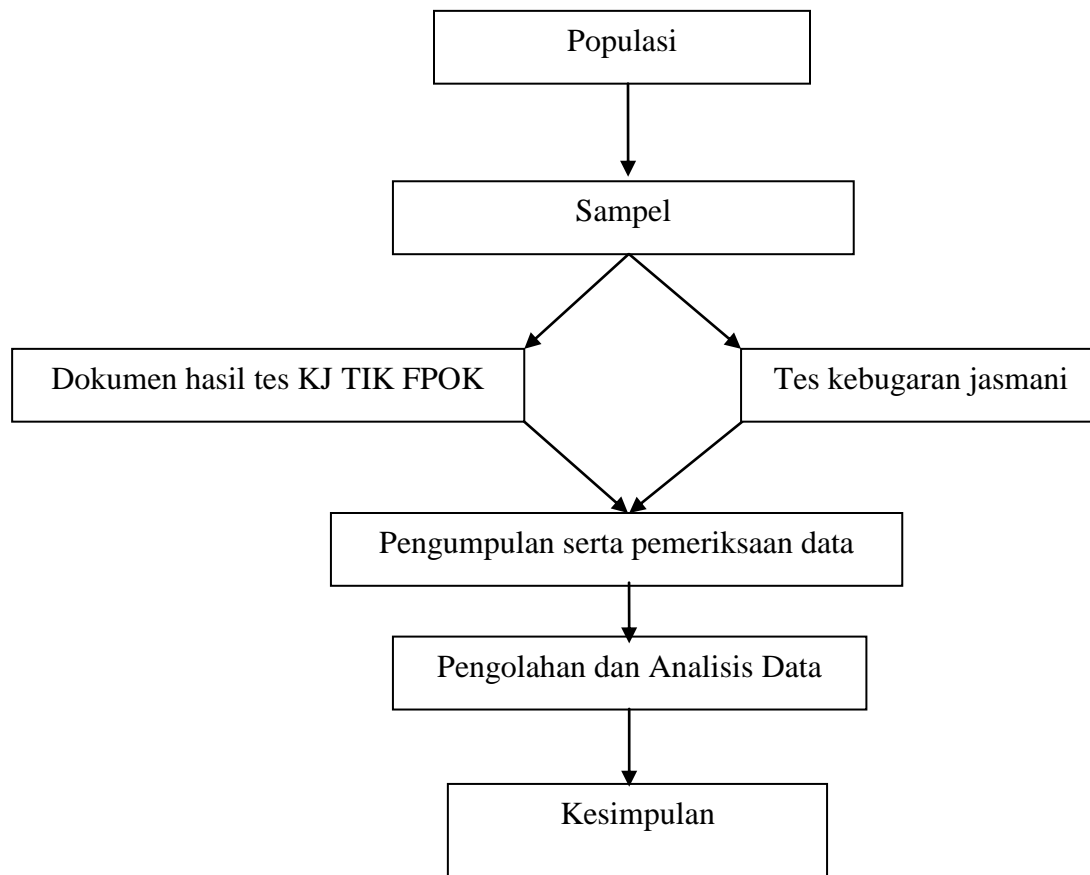 Populasi
Sampel
Dokumen hasil tes KJ TIK FPOK
Tes kebugaran jasmani
Pengumpulan serta pemeriksaan data
Pengolahan dan Analisis Data
Kesimpulan